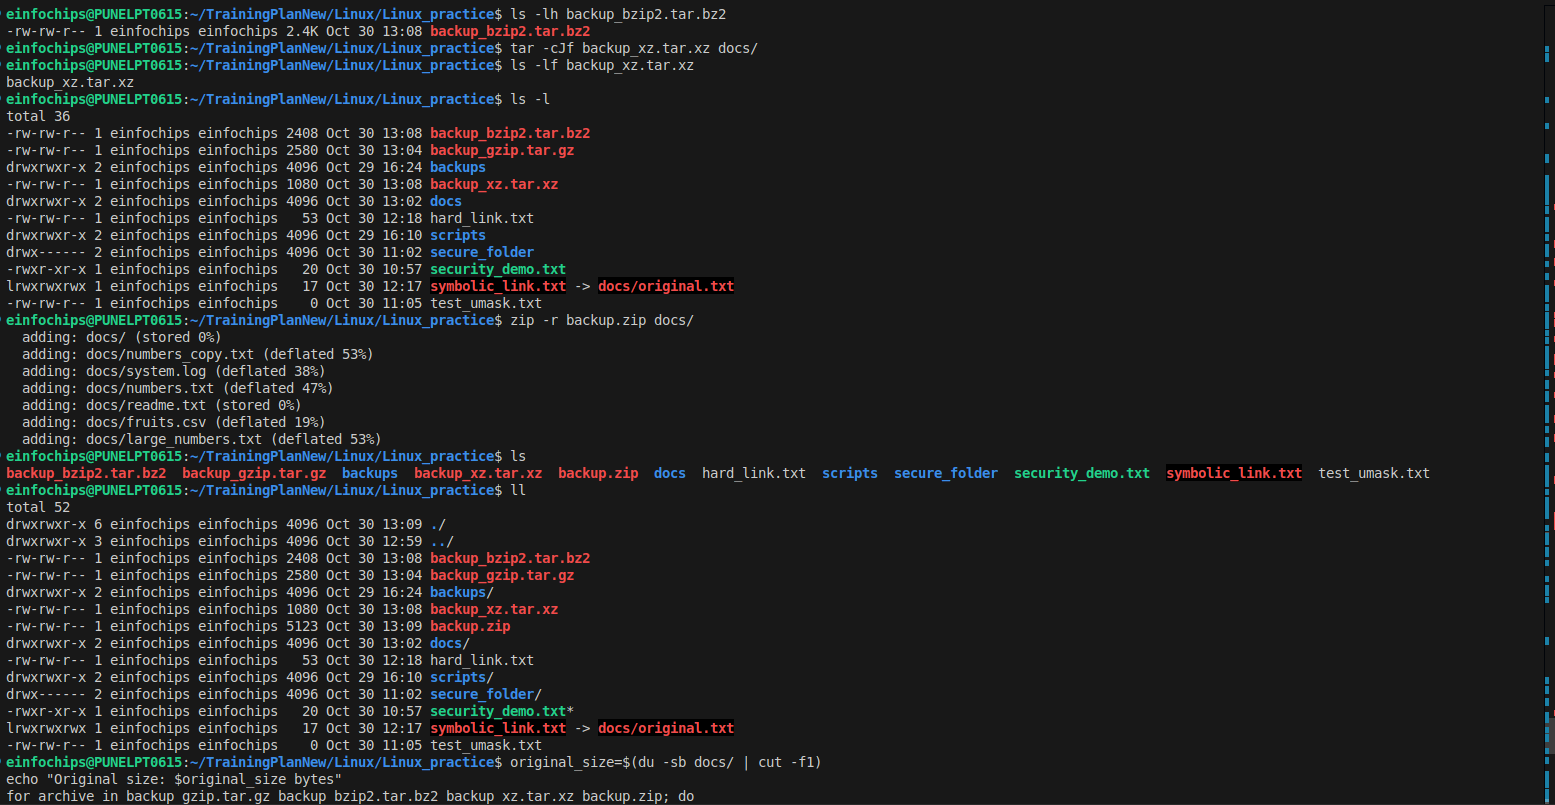 einfochips@PUNELPT0615:~/TrainingPlanNew/Linux/Linux_practice$ ls -lh backup_bzip2.tar.bz2
-rw-rw-r-- 1 einfochips einfochips 2.4K Oct 30 13:08 backup_bzip2.tar.bz2
einfochips@PUNELPT0615:~/TrainingPlanNew/Linux/Linux_practice$ tar -cJf backup_xz.tar.xz docs/
einfochips@PUNELPT0615:~/TrainingPlanNew/Linux/Linux_practice$ ls -lf backup_xz.tar.xz
backup_xz.tar.xz
einfochips@PUNELPT0615:~/TrainingPlanNew/Linux/Linux_practice$ ls -l
total 36
-rw-rw-r-- 1 einfochips einfochips 2408 Oct 30 13:08 backup_bzip2.tar.bz2
-rw-rw-r-- 1 einfochips einfochips 2580 Oct 30 13:04 backup_gzip.tar.gz
drwxrwxr-x 2 einfochips einfochips 4096 Oct 29 16:24 backups
-rw-rw-r-- 1 einfochips einfochips 1080 Oct 30 13:08 backup_xz.tar.xz
drwxrwxr-x 2 einfochips einfochips 4096 Oct 30 13:02 docs
-rw-rw-r-- 1 einfochips einfochips   53 Oct 30 12:18 hard_link.txt
drwxrwxr-x 2 einfochips einfochips 4096 Oct 29 16:10 scripts
drwx------ 2 einfochips einfochips 4096 Oct 30 11:02 secure_folder
-rwxr-xr-x 1 einfochips einfochips   20 Oct 30 10:57 security_demo.txt
lrwxrwxrwx 1 einfochips einfochips   17 Oct 30 12:17 symbolic_link.txt -> docs/original.txt
-rw-rw-r-- 1 einfochips einfochips    0 Oct 30 11:05 test_umask.txt
einfochips@PUNELPT0615:~/TrainingPlanNew/Linux/Linux_practice$ zip -r backup.zip docs/
  adding: docs/ (stored 0%)
  adding: docs/numbers_copy.txt (deflated 53%)
  adding: docs/system.log (deflated 38%)
  adding: docs/numbers.txt (deflated 47%)
  adding: docs/readme.txt (stored 0%)
  adding: docs/fruits.csv (deflated 19%)
  adding: docs/large_numbers.txt (deflated 53%)
einfochips@PUNELPT0615:~/TrainingPlanNew/Linux/Linux_practice$ ls
backup_bzip2.tar.bz2  backup_gzip.tar.gz  backups  backup_xz.tar.xz  backup.zip  docs  hard_link.txt  scripts  secure_folder  security_demo.txt  symbolic_link.txt  test_umask.txt
einfochips@PUNELPT0615:~/TrainingPlanNew/Linux/Linux_practice$ ll
total 52
drwxrwxr-x 6 einfochips einfochips 4096 Oct 30 13:09 ./
drwxrwxr-x 3 einfochips einfochips 4096 Oct 30 12:59 ../
-rw-rw-r-- 1 einfochips einfochips 2408 Oct 30 13:08 backup_bzip2.tar.bz2
-rw-rw-r-- 1 einfochips einfochips 2580 Oct 30 13:04 backup_gzip.tar.gz
drwxrwxr-x 2 einfochips einfochips 4096 Oct 29 16:24 backups/
-rw-rw-r-- 1 einfochips einfochips 1080 Oct 30 13:08 backup_xz.tar.xz
-rw-rw-r-- 1 einfochips einfochips 5123 Oct 30 13:09 backup.zip
drwxrwxr-x 2 einfochips einfochips 4096 Oct 30 13:02 docs/
-rw-rw-r-- 1 einfochips einfochips   53 Oct 30 12:18 hard_link.txt
drwxrwxr-x 2 einfochips einfochips 4096 Oct 29 16:10 scripts/
drwx------ 2 einfochips einfochips 4096 Oct 30 11:02 secure_folder/
-rwxr-xr-x 1 einfochips einfochips   20 Oct 30 10:57 security_demo.txt*
lrwxrwxrwx 1 einfochips einfochips   17 Oct 30 12:17 symbolic_link.txt -> docs/original.txt
-rw-rw-r-- 1 einfochips einfochips    0 Oct 30 11:05 test_umask.txt
einfochips@PUNELPT0615:~/TrainingPlanNew/Linux/Linux_practice$ original_size=$(du -sb docs/ | cut -f1)
echo "Original size: $original_size bytes"
for archive in backup_gzip.tar.gz backup_bzip2.tar.bz2 backup_xz.tar.xz backup.zip; do